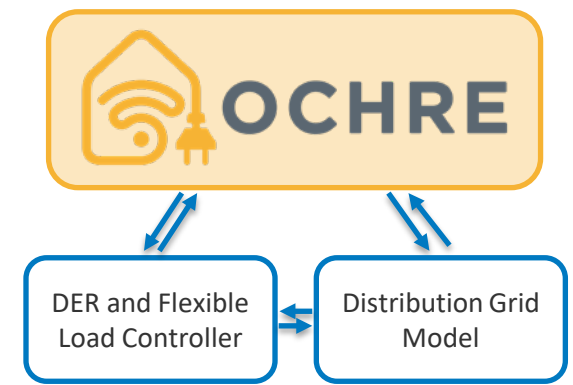 OCHRE
DER and Flexible
Load Controller
Distribution Grid
Model